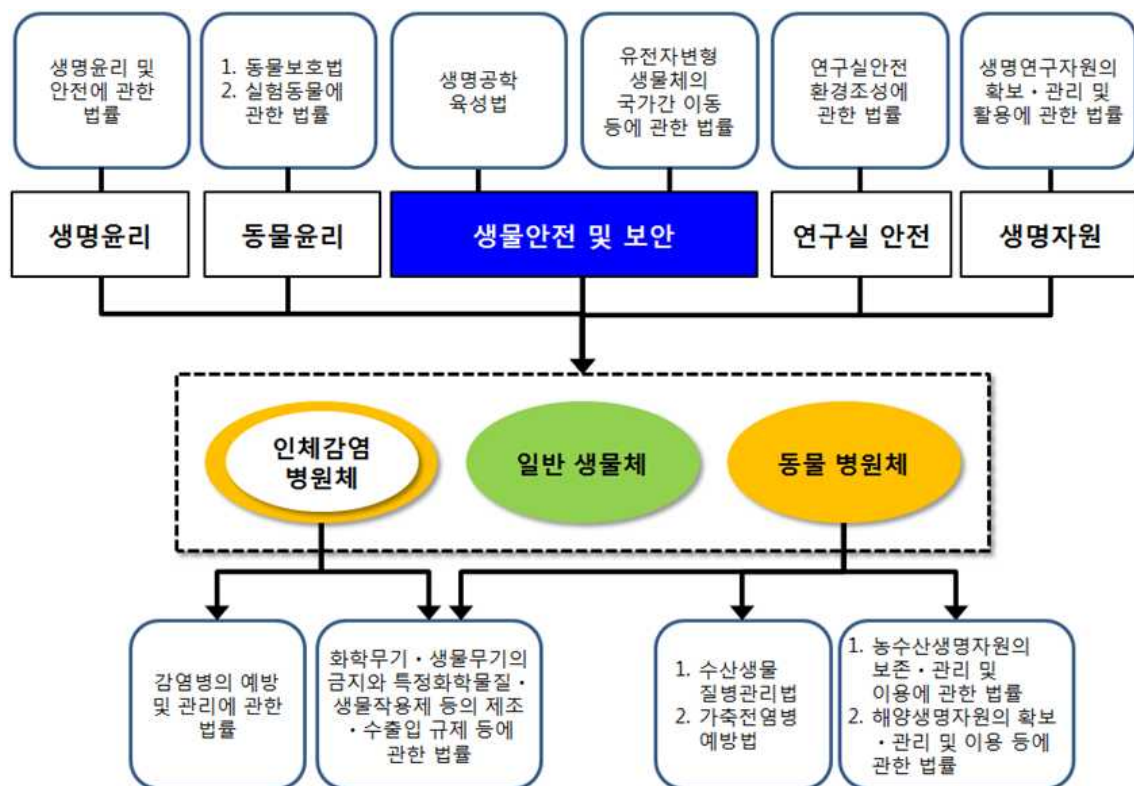 생명윤리 및
안전에 관한
법률
1. 동물보호법
2. 실험동물에
관한 법률
생명공학
육성법
유전자변형
생물체의
국가간 이동
등에 관한 법률
연구실안전
환경조성에
관한 법률
생명연구자원의
확보・관리 및
활용에 관한 법률
생명윤리
동물윤리
생물안전 및 보안
연구실 안전
생명자원
인체감염
병원체
일반 생물체
동물 병원체
감염병의 예방
및 관리에 관한
법률
화학무기・생물무기의
금지와 특정화학물질・
생물작용제 등의 제조
・수출입 규제 등에
관한 법률
1. 수산생물
질병관리법
2. 가축전염병
예방법
1. 농수산생명자원의
보존・관리 및
이용에 관한 법률
2. 해양생명자원의 확보
・관리 및 이용 등에
관한 법률